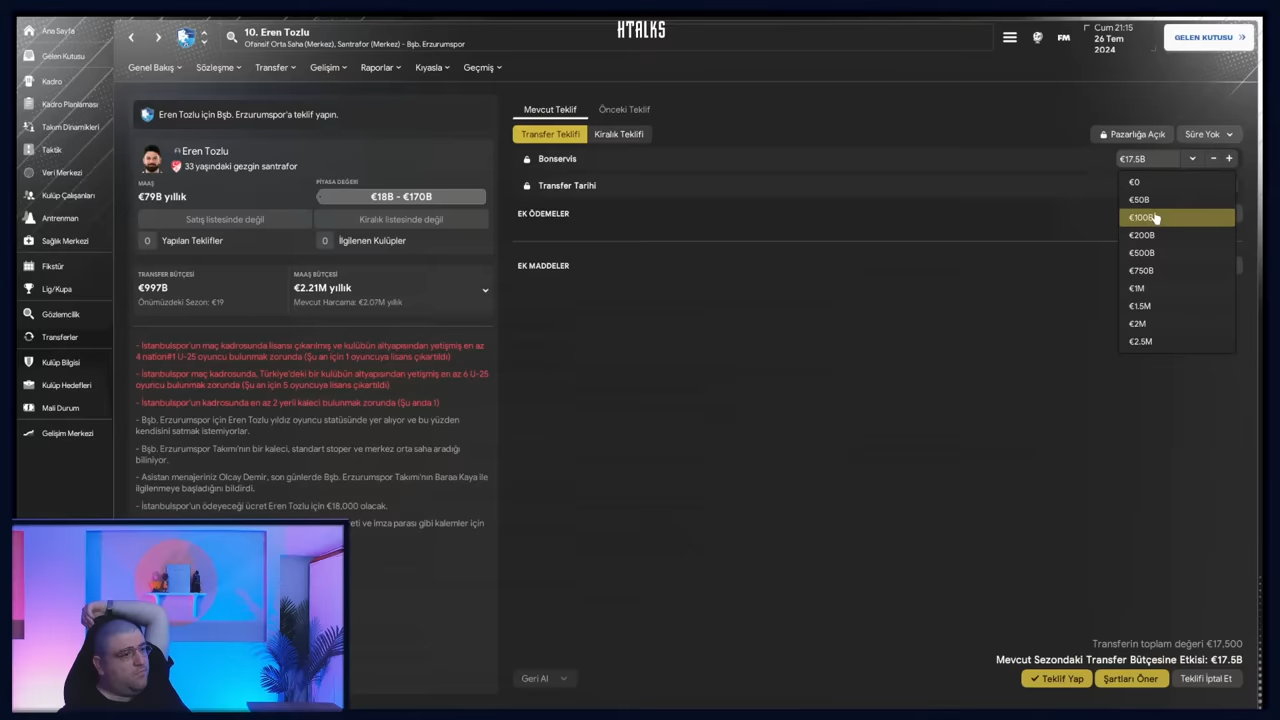 HTALKS
Ana Sayfa
Gelen Kutusu
Kadro
Kadro Planlaması
Takım Dinamikleri
Taktik
Veri Merkezi
Kulüp Çalışanları
Antrenman
Sağlık Merkezi
Fikstür
Lig/Kupa
Gözlemcilik
Transferler
Kulüp Bilgisi
Kulüp Hedefleri
Mali Durum
Gelişim Merkezi
10. Eren Tozlu
Ofansif Orta Saha (Merkez), Santrafor (Merkez) - Bşb. Erzurumspor
FM
Cum 21:15
26 Tem
2024
GELEN KUTUSU
Genel Bakış
Sözleşme
Transfer
Gelişim
Raporlar
Kıyasla
Geçmiş
Eren Tozlu için Bşb. Erzurumspor'a teklif yapın.
Eren Tozlu
33 yaşındaki gezgin santrafor
MAAŞ
€79B yıllık
PİYASA DEĞERİ
€18B - €170B
Satış listesinde değil
Kiralık listesinde değil
0 Yapılan Teklifler
0 İlgilenen Kulüpler
TRANSFER BÜTÇESİ
€997B
Önümüzdeki Sezon: €19
MAAŞ BÜTÇESİ
€2.21M yıllık
Mevcut Harcama: €2.07M yıllık
- İstanbulspor'un maç kadrosunda lisansı çıkarılmış ve kulübün altyapısından yetişmiş en az
4 nation#1 U-25 oyuncu bulunmak zorunda (Şu an için 1 oyuncuya lisans çıkartıldı)
- İstanbulspor maç kadrosunda, Türkiye'deki bir kulübün altyapısından yetişmiş en az 6 U-25
oyuncu bulunmak zorunda (Şu an için 5 oyuncuya lisans çıkartıldı)
- İstanbulspor'un kadrosunda en az 2 yerli kaleci bulunmak zorunda (Şu anda 1)
- Bşb. Erzurumspor için Eren Tozlu yıldız oyuncu statüsünde yer alıyor ve bu yüzden
kendisini satmak istemiyorlar.
- Bşb. Erzurumspor Takımı'nın bir kaleci, standart stoper ve merkez orta saha aradığı
biliniyor.
- Asistan menajeriniz Olcay Demir, son günlerde Bşb. Erzurumspor Takımı'nın Baraa Kaya ile
ilgilenmeye başladığını bildirdi.
- İstanbulspor'un ödeyeceği ücret Eren Tozlu için €18.000 olacak.
ve imza parası gibi kalemler için
Mevcut Teklif
Önceki Teklif
Transfer Teklifi
Kiralık Teklifi
Pazarlığa Açık
Süre Yok
Bonservis
€17.5B
Transfer Tarihi
EK ÖDEMELER
EK MADDELER
€0
€50B
€100B
€200B
€500B
€750B
€1M
€1.5M
€2M
€2.5M
Transferin toplam değeri €17,500
Mevcut Sezondaki Transfer Bütçesine Etkisi: €17.5B
Geri Al
Teklif Yap
Şartları Öner
Teklifi İptal Et